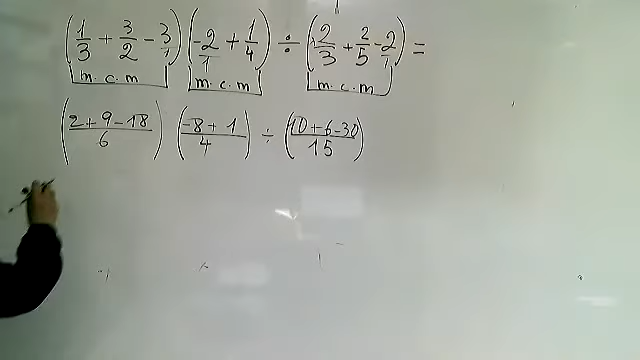 (1/3 + 3/2 - 3/1) (-2/1 + 1/4) ÷ (2/3 + 2/5 - 2/1) =
m.c.m m.c.m m.c.m
(2+9-18/6) (-8+1/4) ÷ (10+6-30/15)